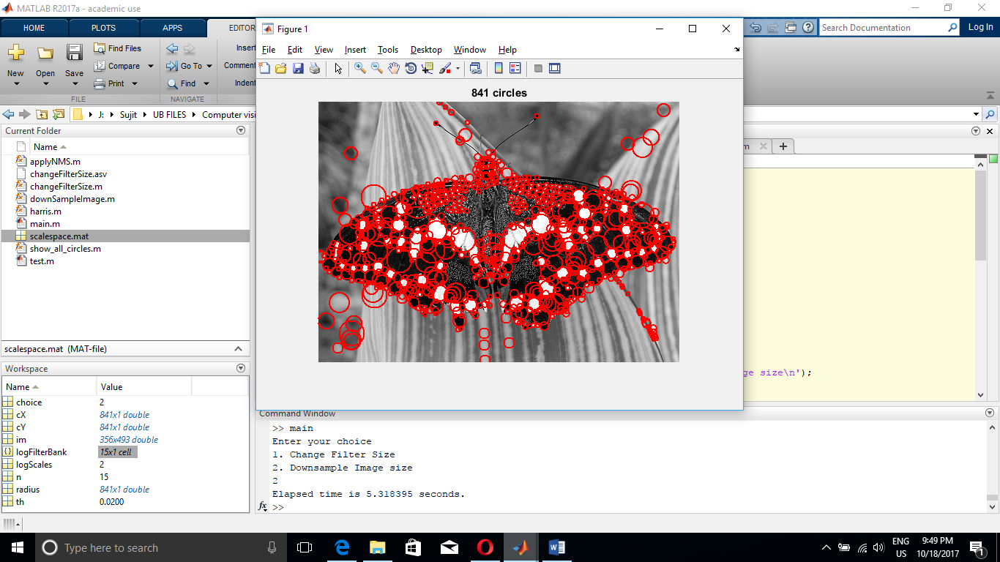 MATLAB R2017a - academic use
HOME PLOTS APPS EDITOR
Search Documentation Log In
New Open Save
Find Files
Compare
Print
Go To
Find
Insert
Comment
Indent
FILE NAVIGATE
J: Sujit UB FILES Computer visi
Current Folder
Name
applyNMS.m
changeFilterSize.asv
changeFilterSize.m
downSampleImage.m
harris.m
main.m
scalespace.mat
show_all_circles.m
test.m
scalespace.mat (MAT-file)
Workspace
Name Value
choice 2
cX 841x1 double
cY 841x1 double
im 356x493 double
logFilterBank 15x1 cell
logScales 2
n 15
radius 841x1 double
th 0.0200
Figure 1
File Edit View Insert Tools Desktop Window Help
841 circles
m
ge size\n');
Command Window
>> main
Enter your choice
1. Change Filter Size
2. Downsample Image size
2
Elapsed time is 5.318395 seconds.
fx >>
Type here to search
ENG
US
9:49 PM
10/18/2017
1